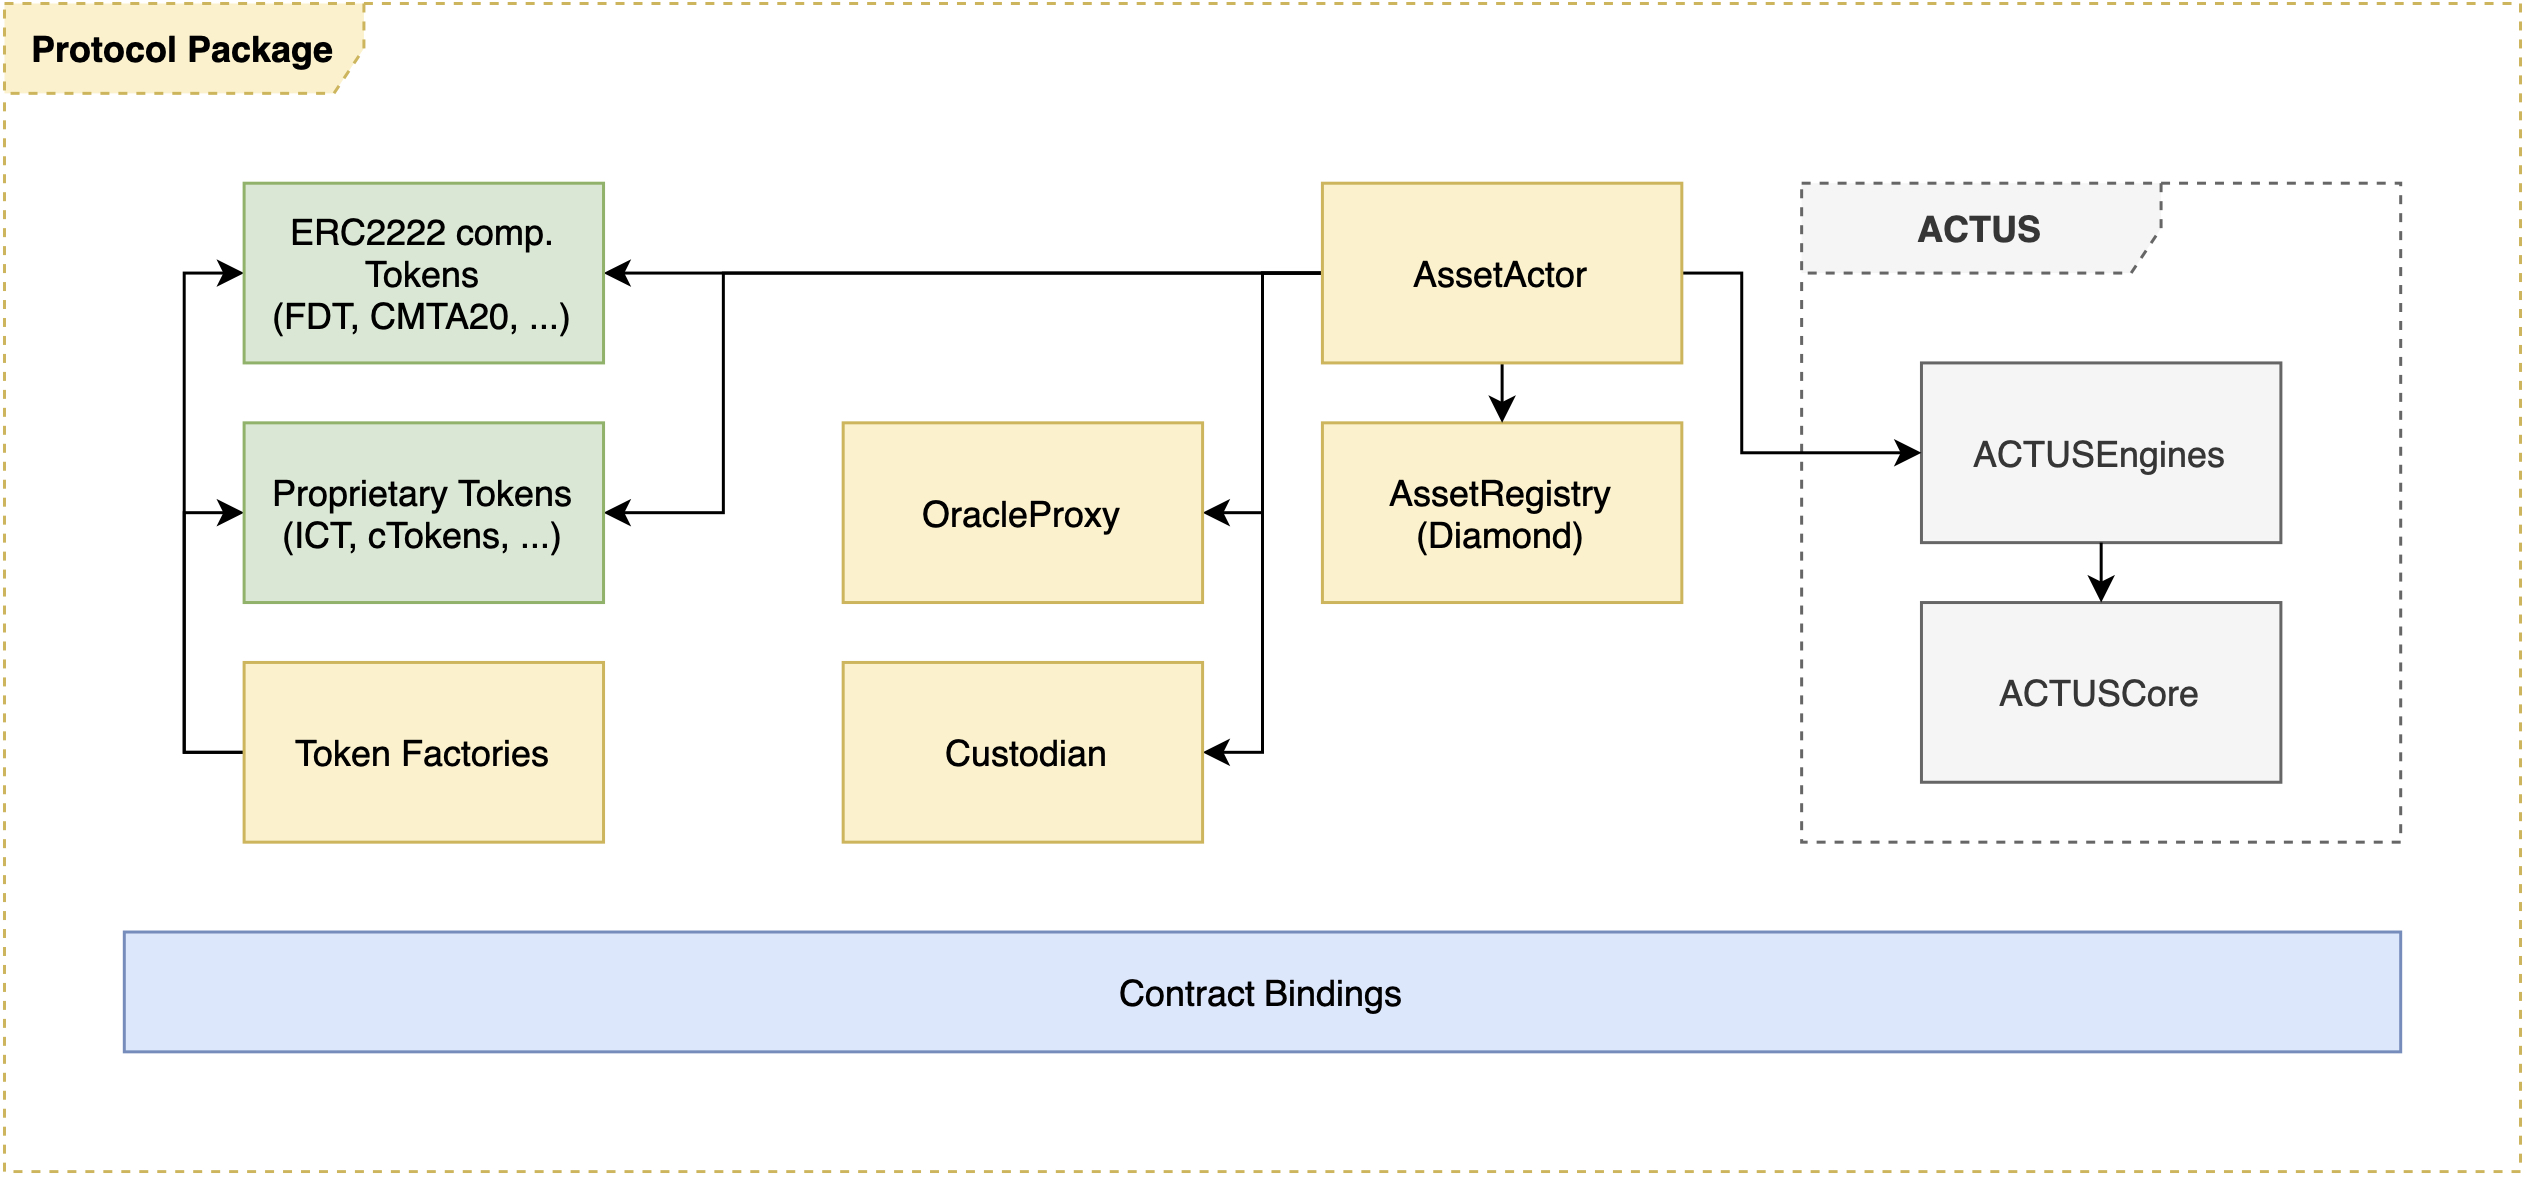 Protocol Package
ERC2222 comp.
Tokens
(FDT, CMTA20, ...)
AssetActor
ACTUS
Proprietary Tokens
(ICT, cTokens, ...)
OracleProxy
AssetRegistry
(Diamond)
ACTUSEngines
Token Factories
Custodian
ACTUSCore
Contract Bindings